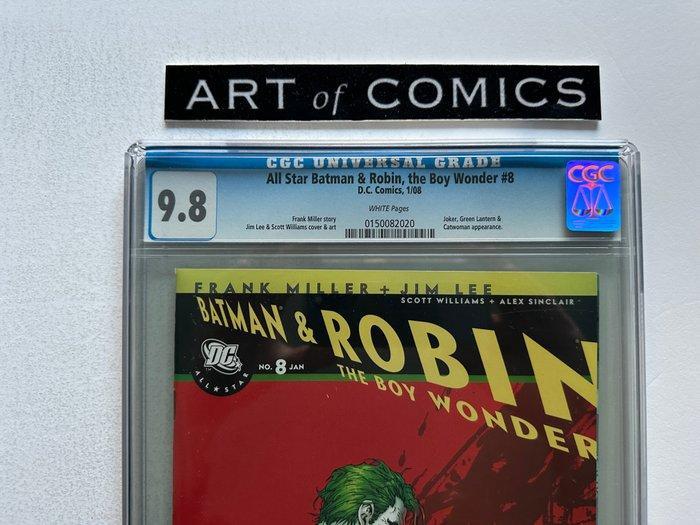 ART of COMICS
CGC UNIVERSAL GRADE
9.8
All Star Batman & Robin, the Boy Wonder #8
D.C. Comics, 1/08
WHITE Pages
Frank Miller story
Jim Lee & Scott Williams cover & art
0150082020
Joker, Green Lantern &
Catwoman appearance.
CGC
FRANK MILLER + JIM LEE
SCOTT WILLIAMS + ALEX SINCLAIR
BATMAN & ROBIN
THE BOY WONDER
DC
ALL ★ STAR
NO. 8 JAN